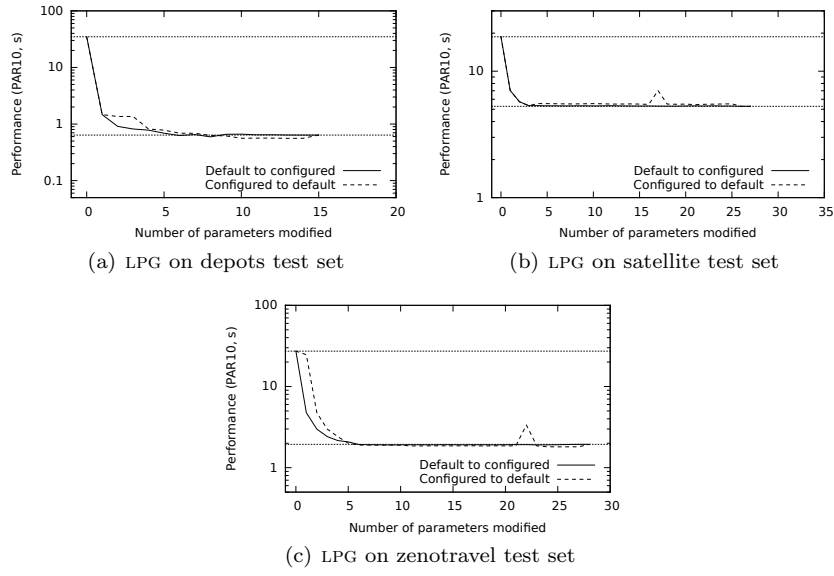 100
10
1
0.1
Performance (PAR10, s)
Default to configured
Configured to default
0 5 10 15 20
Number of parameters modified
(a) LPG on depots test set
10
1
Performance (PAR10, s)
Default to configured
Configured to default
0 5 10 15 20 25 30 35
Number of parameters modified
(b) LPG on satellite test set
100
10
1
Performance (PAR10, s)
Default to configured
Configured to default
0 5 10 15 20 25 30
Number of parameters modified
(c) LPG on zenotravel test set